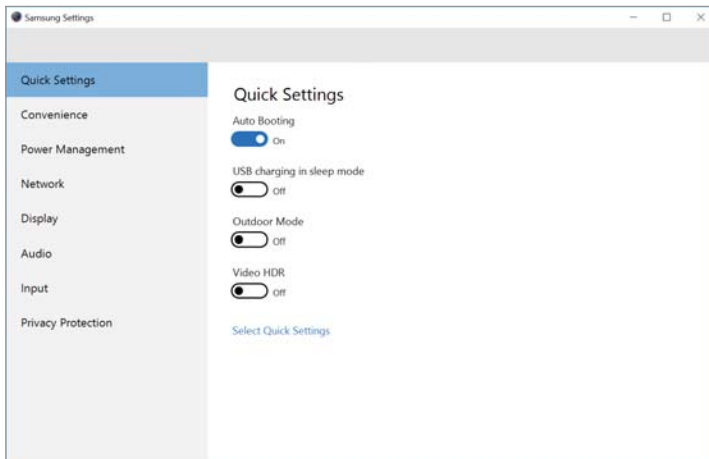 Samsung Settings
Quick Settings
Convenience
Power Management
Network
Display
Audio
Input
Privacy Protection
Quick Settings
Auto Booting
On
USB charging in sleep mode
Off
Outdoor Mode
Off
Video HDR
Off
Select Quick Settings